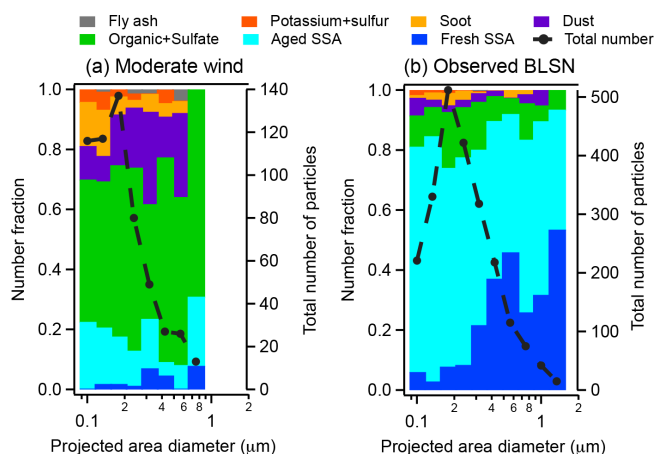 Fly ash Potassium+sulfur Soot Dust
Organic+Sulfate Aged SSA Fresh SSA Total number
(a) Moderate wind (b) Observed BLSN
1.0 140 1.0 500
120
0.8 0.8 400
100
0.6 80 0.6 300
60
0.4 0.4 200
40
0.2 0.2 100
20
0.0 0 0.0 0
Number fraction
Total number of particles
Number fraction
Total number of particles
0.1 2 4 6 8 1 2 0.1 2 4 6 8 1 2
Projected area diameter (μm) Projected area diameter (μm)